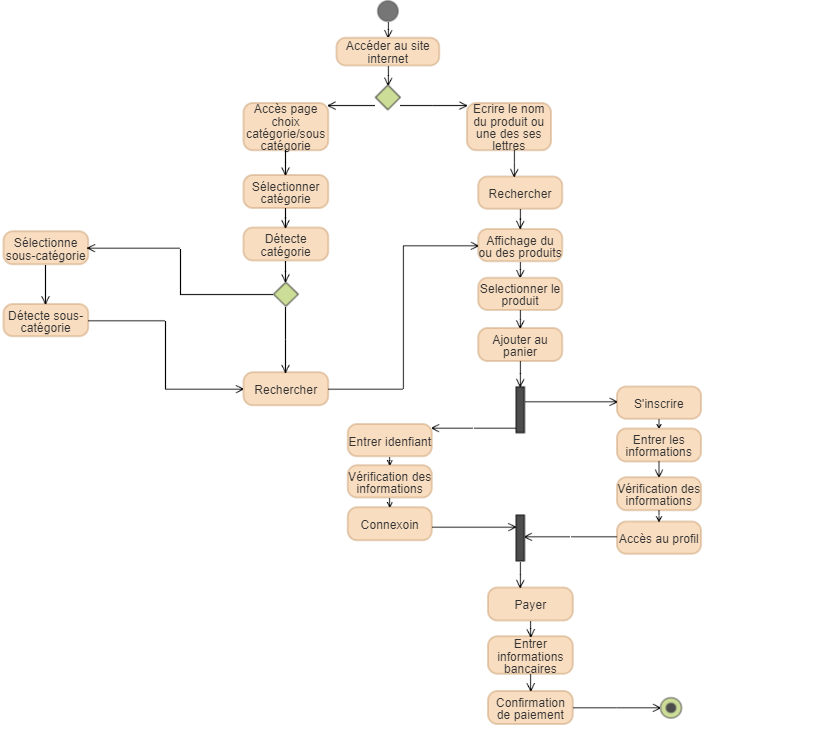 Accéder au site
internet
Accès page
choix
catégorie/sous
catégorie
Ecrire le nom
du produit ou
une des ses
lettres
Sélectionner
catégorie
Rechercher
Détecte
catégorie
Affichage du
ou des produits
Sélectionne
sous-catégorie
Selectionner le
produit
Détecte sous-
catégorie
Ajouter au
panier
Rechercher
S'inscrire
Entrer idenfiant
Entrer les
informations
Vérification des
informations
Vérification des
informations
Connexoin
Accès au profil
Payer
Entrer
informations
bancaires
Confirmation
de paiement